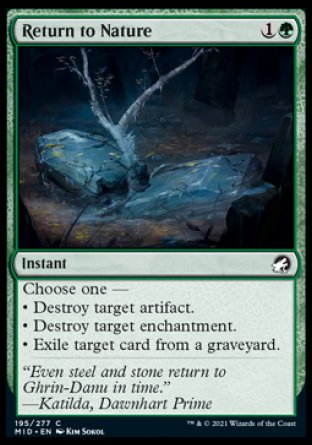 Return to Nature 1
Instant
Choose one —
• Destroy target artifact.
• Destroy target enchantment.
• Exile target card from a graveyard.
“Even steel and stone return to
Ghrin-Danu in time.”
—Katilda, Dawnhart Prime
195/277 C
MID • EN Kim Sokol
™ & © 2021 Wizards of the Coast